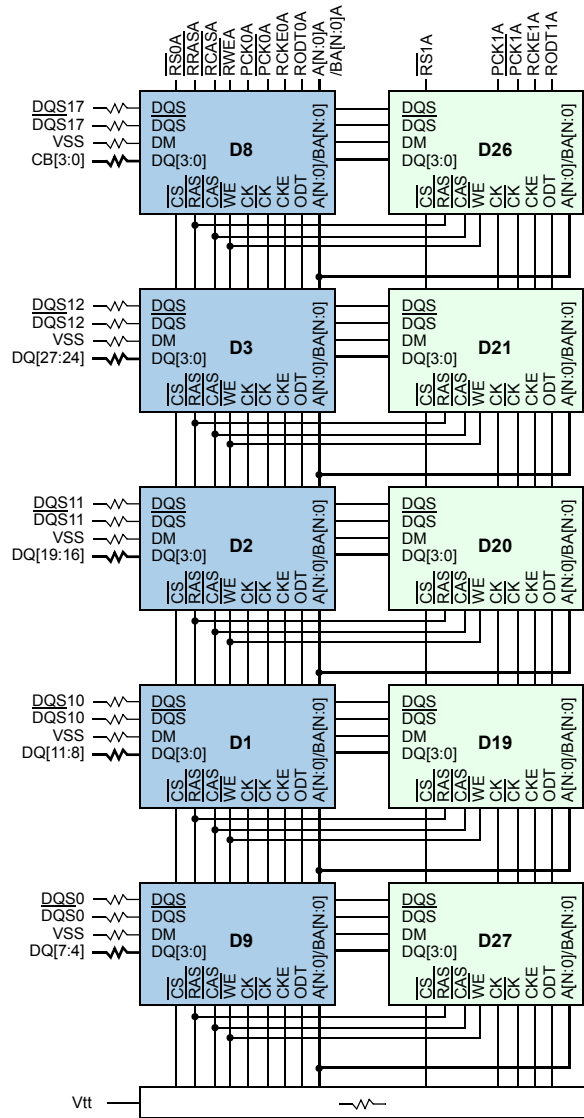 RS0A
RRASA
RCASA
RWEA
PCK0A
PCK0A
RCKE0A
RODT0A
A[N:0]A
/BA[N:0]A
RS1A
PCK1A
PCK1A
RCKE1A
RODT1A
DQS17
DQS17
VSS
CB[3:0]
DQS
DQS
DM
DQ[3:0]
D8
CS
RAS
CAS
WE
CK
CK
CKE
ODT
A[N:0]/BA[N:0]
DQS
DQS
DM
DQ[3:0]
D26
CS
RAS
CAS
WE
CK
CK
CKE
ODT
A[N:0]/BA[N:0]
DQS12
DQS12
VSS
DQ[27:24]
DQS
DQS
DM
DQ[3:0]
D3
CS
RAS
CAS
WE
CK
CK
CKE
ODT
A[N:0]/BA[N:0]
DQS
DQS
DM
DQ[3:0]
D21
CS
RAS
CAS
WE
CK
CK
CKE
ODT
A[N:0]/BA[N:0]
DQS11
DQS11
VSS
DQ[19:16]
DQS
DQS
DM
DQ[3:0]
D2
CS
RAS
CAS
WE
CK
CK
CKE
ODT
A[N:0]/BA[N:0]
DQS
DQS
DM
DQ[3:0]
D20
CS
RAS
CAS
WE
CK
CK
CKE
ODT
A[N:0]/BA[N:0]
DQS10
DQS10
VSS
DQ[11:8]
DQS
DQS
DM
DQ[3:0]
D1
CS
RAS
CAS
WE
CK
CK
CKE
ODT
A[N:0]/BA[N:0]
DQS
DQS
DM
DQ[3:0]
D19
CS
RAS
CAS
WE
CK
CK
CKE
ODT
A[N:0]/BA[N:0]
DQS0
DQS0
VSS
DQ[7:4]
DQS
DQS
DM
DQ[3:0]
D9
CS
RAS
CAS
WE
CK
CK
CKE
ODT
A[N:0]/BA[N:0]
DQS
DQS
DM
DQ[3:0]
D27
CS
RAS
CAS
WE
CK
CK
CKE
ODT
A[N:0]/BA[N:0]
Vtt